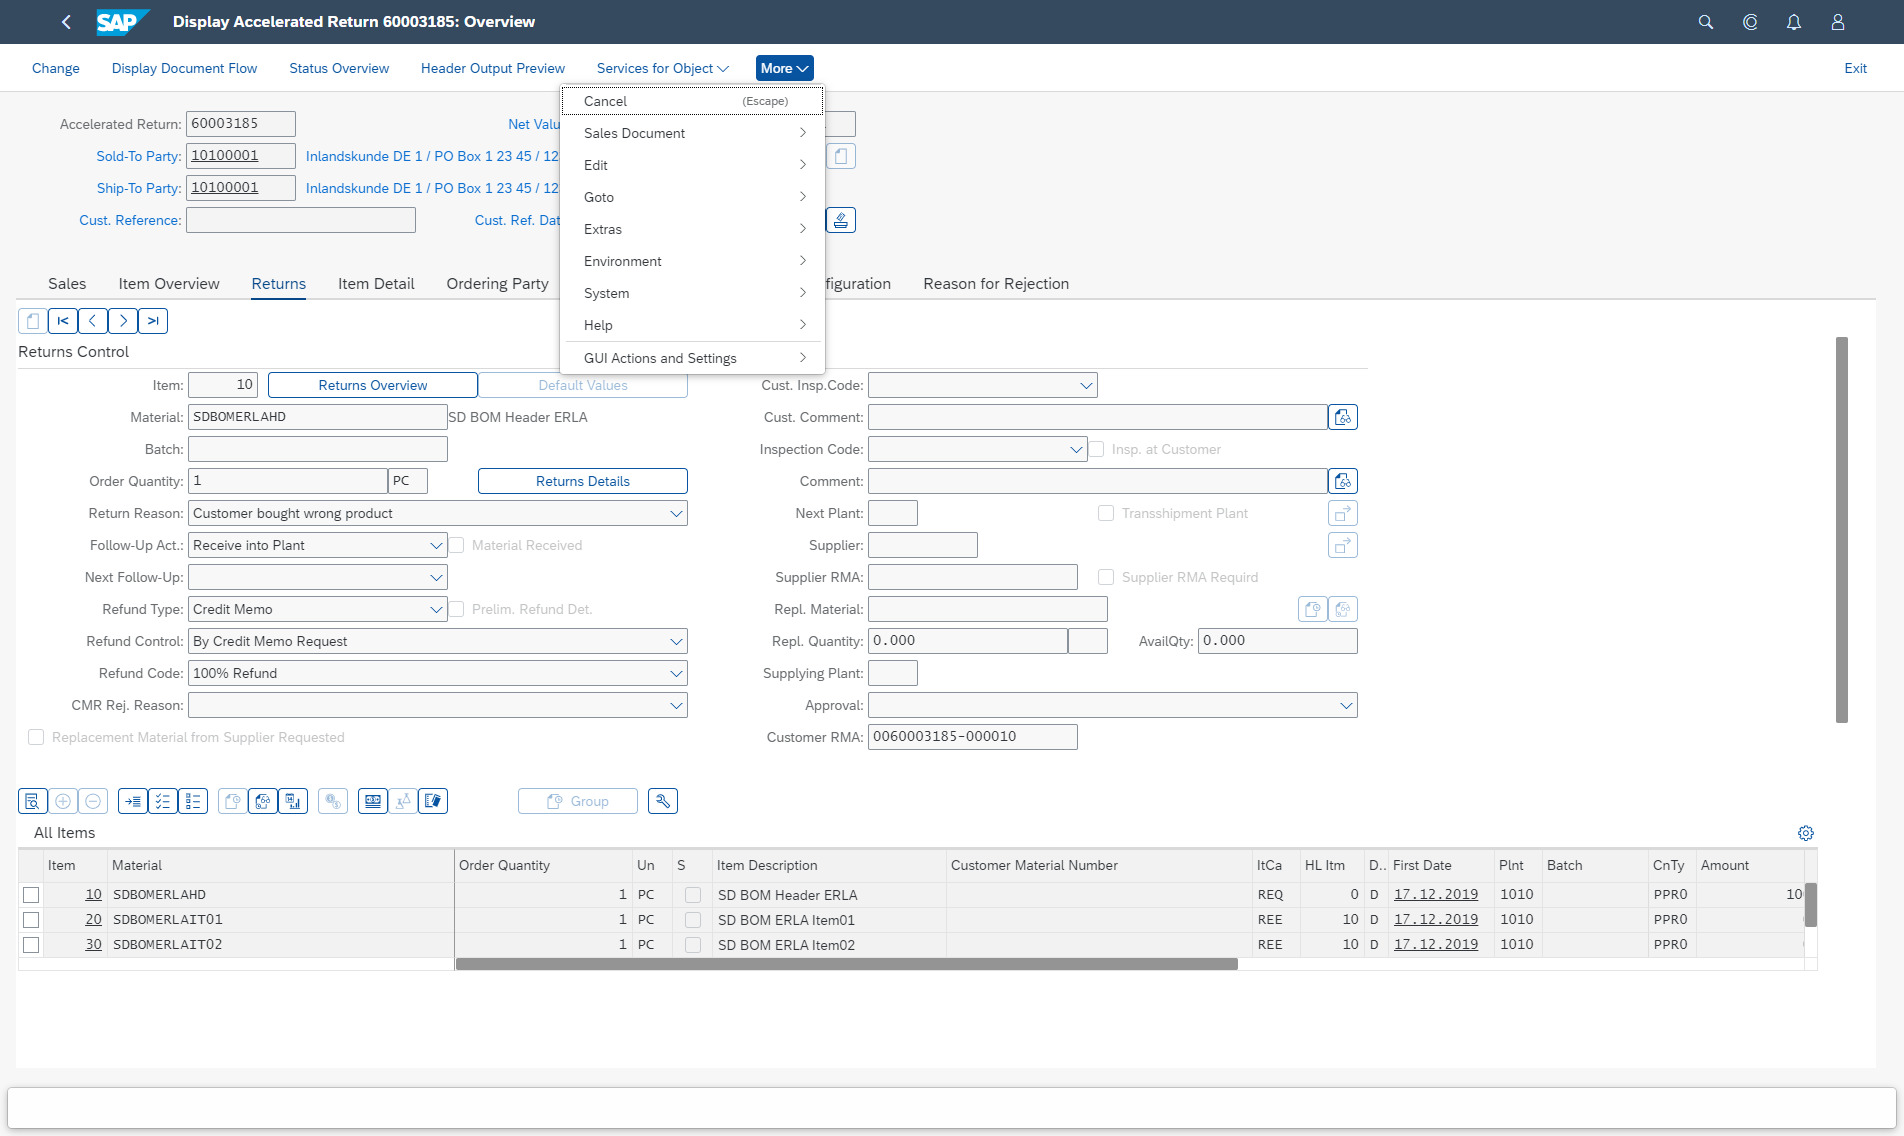 SAP Display Accelerated Return 60003185: Overview
Change Display Document Flow Status Overview Header Output Preview Services for Object More Exit
Cancel (Escape)
Sales Document
Edit
Goto
Extras
Environment
System
Help
GUI Actions and Settings
Accelerated Return: 60003185 Net Valu
Sold-To Party: 10100001 Inlandskunde DE 1 / PO Box 1 23 45 / 12
Ship-To Party: 10100001 Inlandskunde DE 1 / PO Box 1 23 45 / 12
Cust. Reference: Cust. Ref. Dat
Sales Item Overview Returns Item Detail Ordering Party figuration Reason for Rejection
Returns Control
Item: 10 Returns Overview Default Values Cust. Insp.Code:
Material: SDBOMERLAHD SD BOM Header ERLA Cust. Comment:
Batch: Inspection Code: Insp. at Customer
Order Quantity: 1 PC Returns Details Comment:
Return Reason: Customer bought wrong product Next Plant: Transshipment Plant
Follow-Up Act.: Receive into Plant Material Received Supplier:
Next Follow-Up: Supplier RMA: Supplier RMA Requird
Refund Type: Credit Memo Prelim. Refund Det. Repl. Material:
Refund Control: By Credit Memo Request Repl. Quantity: 0.000 AvailQty: 0.000
Refund Code: 100% Refund Supplying Plant:
CMR Rej. Reason: Approval:
Replacement Material from Supplier Requested Customer RMA: 0060003185-000010
Group
All Items
Item Material Order Quantity Un S Item Description Customer Material Number ItCa HL Itm D.. First Date Plnt Batch CnTy Amount
10 SDBOMERLAHD 1 PC SD BOM Header ERLA REQ 0 D 17.12.2019 1010 PPR0 10
20 SDBOMERLAIT01 1 PC SD BOM ERLA Item01 REE 10 D 17.12.2019 1010 PPR0
30 SDBOMERLAIT02 1 PC SD BOM ERLA Item02 REE 10 D 17.12.2019 1010 PPR0